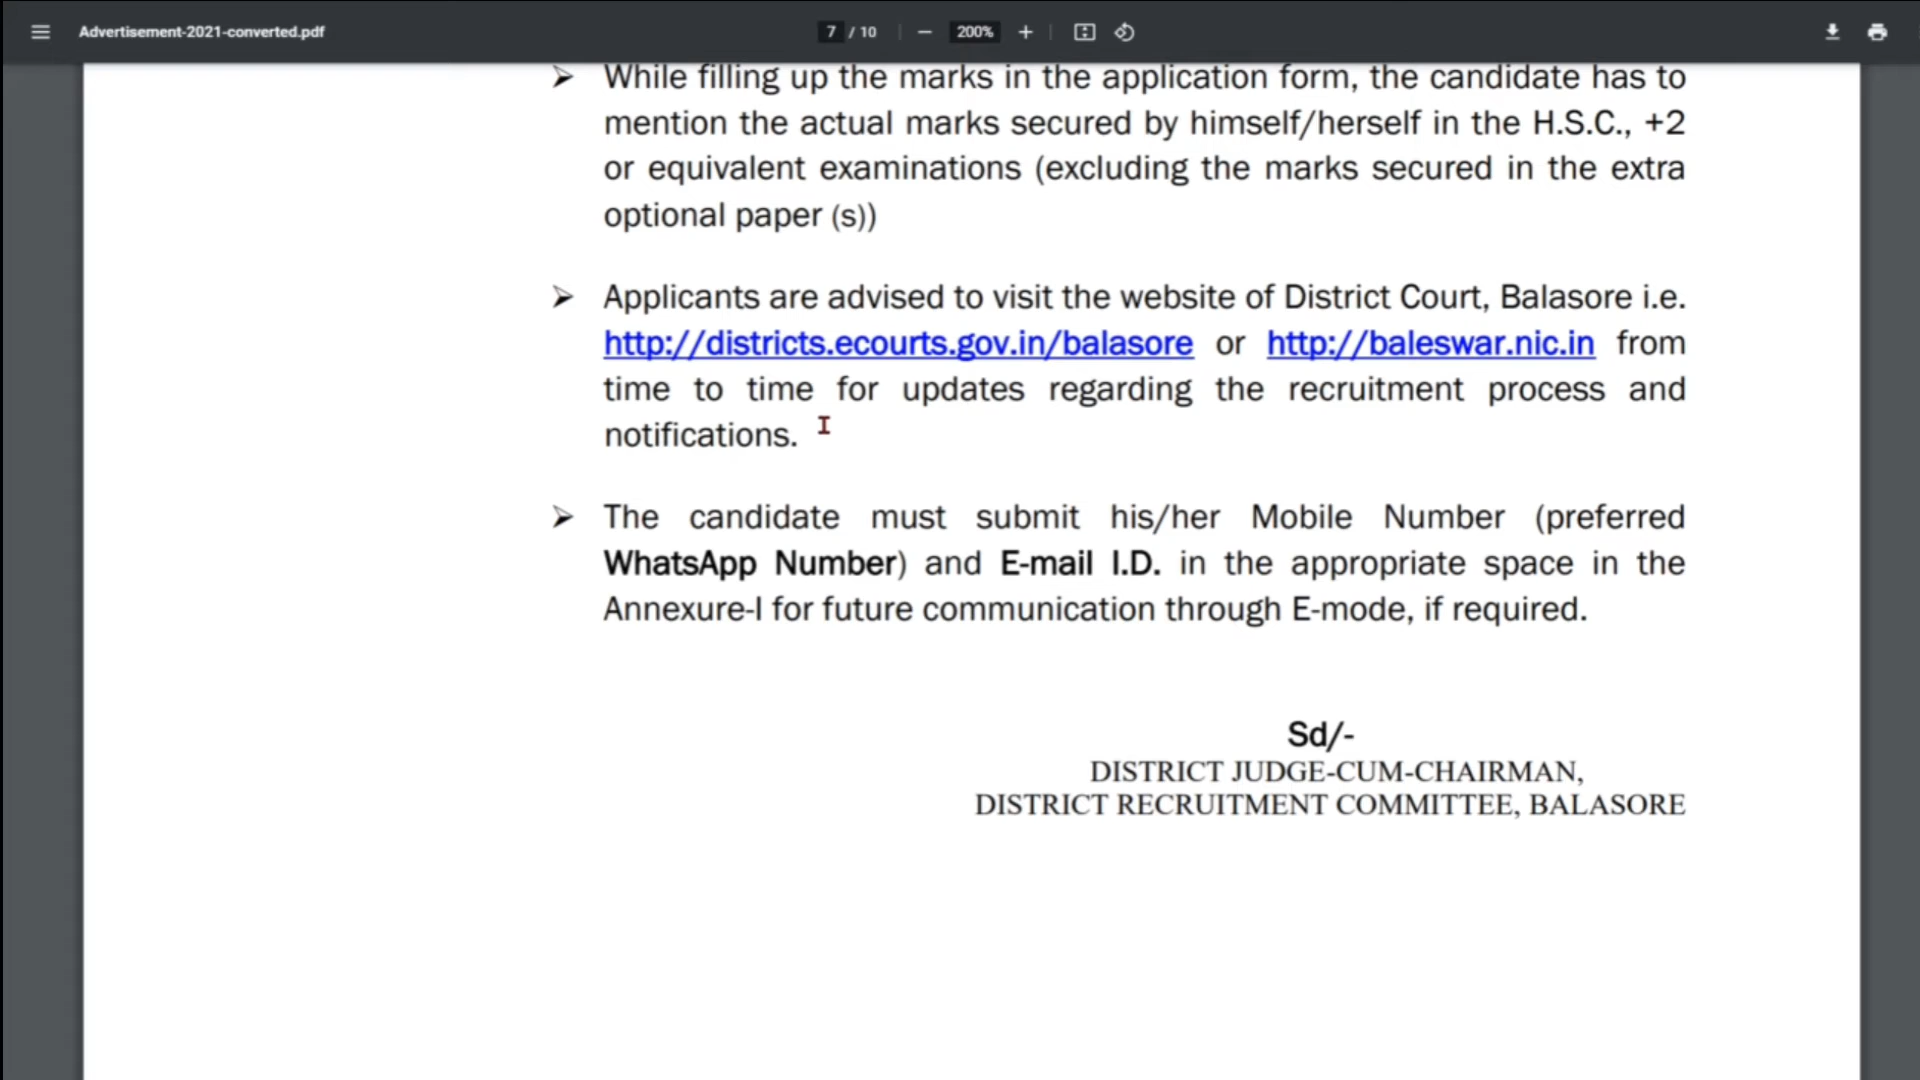 Advertisement-2021-converted.pdf
7 / 10
200%
While filling up the marks in the application form, the candidate has to
mention the actual marks secured by himself/herself in the H.S.C., +2
or equivalent examinations (excluding the marks secured in the extra
optional paper (s))
Applicants are advised to visit the website of District Court, Balasore i.e.
http://districts.ecourts.gov.in/balasore or http://baleswar.nic.in from
time to time for updates regarding the recruitment process and
notifications.
The candidate must submit his/her Mobile Number (preferred
WhatsApp Number) and E-mail I.D. in the appropriate space in the
Annexure-I for future communication through E-mode, if required.
Sd/-
DISTRICT JUDGE-CUM-CHAIRMAN,
DISTRICT RECRUITMENT COMMITTEE, BALASORE